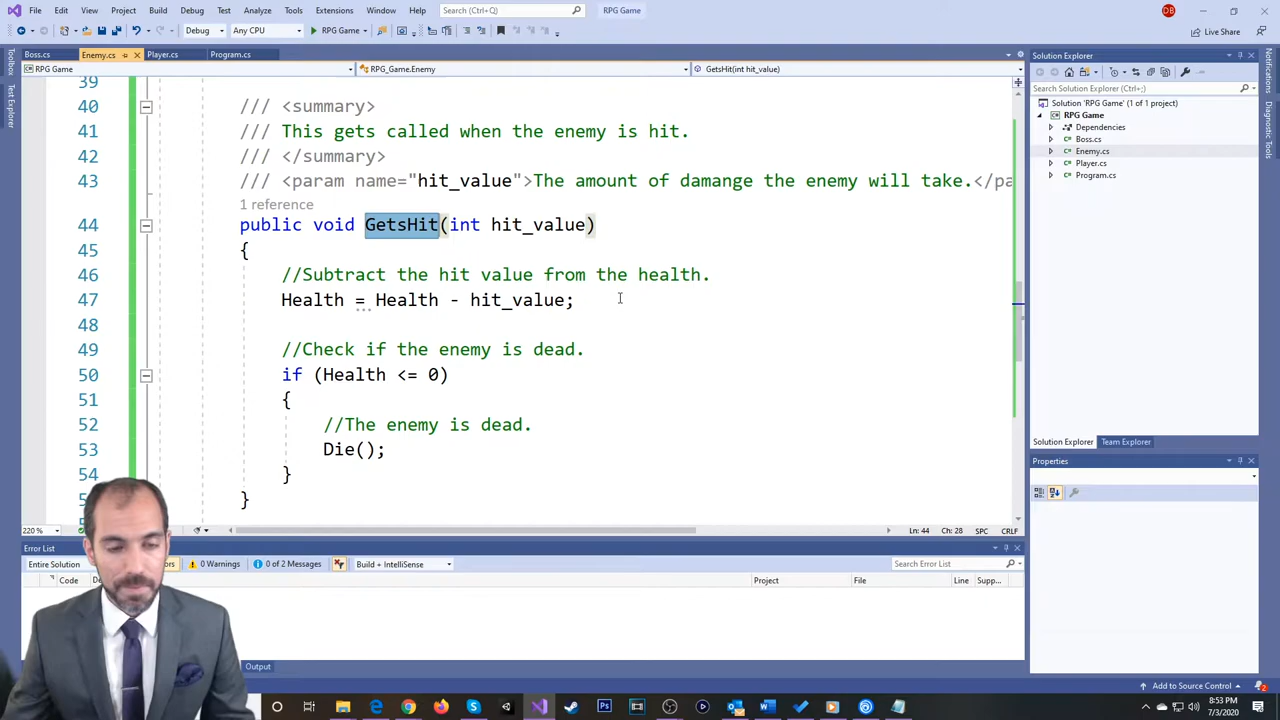 File Edit View Project Build Debug Test Analyze Tools Extensions Window Help Search (Ctrl+Q) RPG Game DB
Debug Any CPU RPG Game Live Share
Boss.cs Enemy.cs Player.cs Program.cs
RPG Game RPG_Game.Enemy GetsHit(int hit_value)
39
40 /// <summary>
41 /// This gets called when the enemy is hit.
42 /// </summary>
43 /// <param name="hit_value">The amount of damange the enemy will take.</pa
1 reference
44 public void GetsHit(int hit_value)
45 {
46 //Subtract the hit value from the health.
47 Health = Health - hit_value;
48
49 //Check if the enemy is dead.
50 if (Health <= 0)
51 {
52 //The enemy is dead.
53 Die();
54 }
}
220 % Ln: 44 Ch: 28 SPC CRLF
Error List
Entire Solution 0 Warnings 0 of 2 Messages Build + IntelliSense Search Error List
Code Project File Line Supp...
Output
Toolbox
Test Explorer
Solution Explorer
Search Solution Explorer (Ctrl+;)
Solution 'RPG Game' (1 of 1 project)
RPG Game
Dependencies
Boss.cs
Enemy.cs
Player.cs
Program.cs
Solution Explorer Team Explorer
Properties
Notifications
Diagnostic Tools
Add to Source Control 2
8:53 PM
7/3/2020